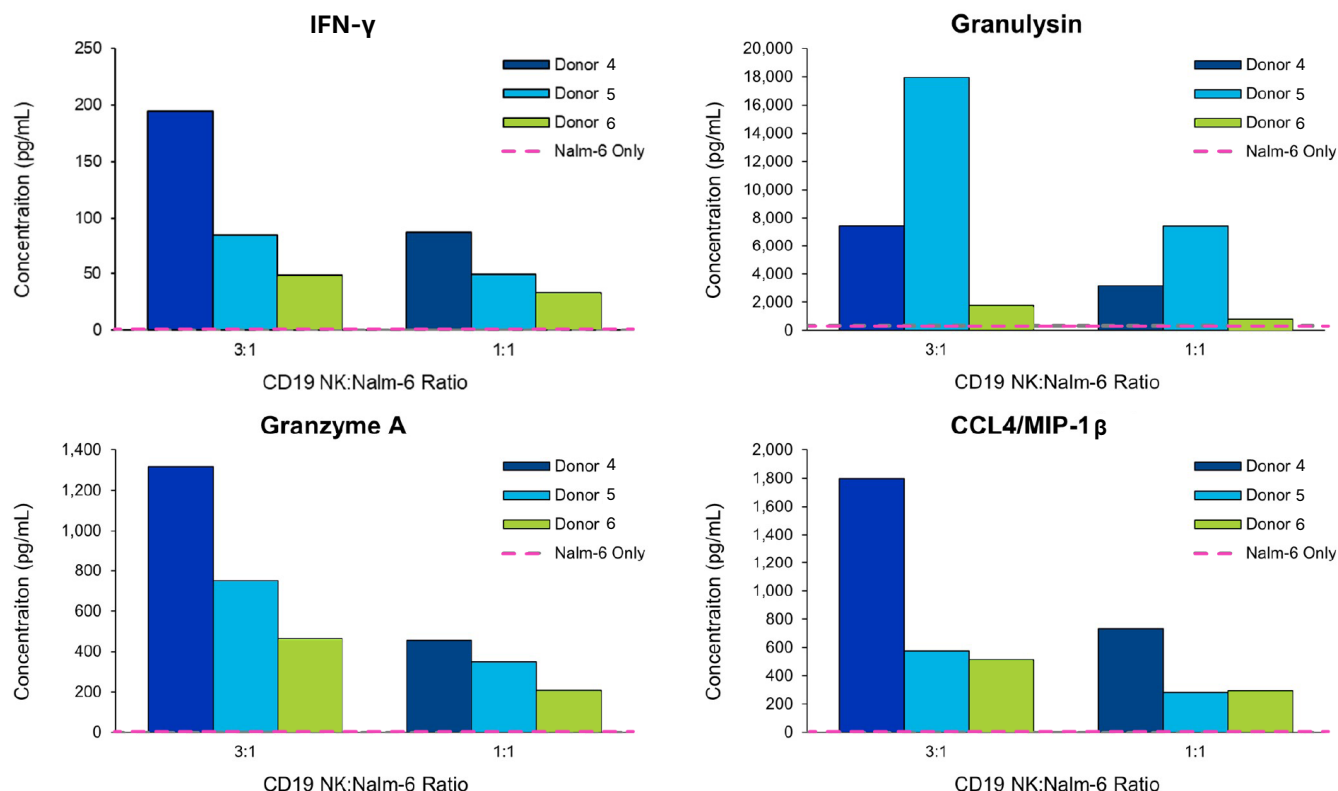 IFN-γ
250
200
150
100
50
0
Concentraiton (pg/mL)
Donor 4
Donor 5
Donor 6
Nalm-6 Only
3:1
1:1
CD19 NK:Nalm-6 Ratio
Granulysin
20,000
18,000
16,000
14,000
12,000
10,000
8,000
6,000
4,000
2,000
0
Concentraiton (pg/mL)
Donor 4
Donor 5
Donor 6
Nalm-6 Only
3:1
1:1
CD19 NK:Nalm-6 Ratio
Granzyme A
1,400
1,200
1,000
800
600
400
200
0
Concentraiton (pg/mL)
Donor 4
Donor 5
Donor 6
Nalm-6 Only
3:1
1:1
CD19 NK:Nalm-6 Ratio
CCL4/MIP-1β
2,000
1,800
1,600
1,400
1,200
1,000
800
600
400
200
0
Concentraiton (pg/mL)
Donor 4
Donor 5
Donor 6
Nalm-6 Only
3:1
1:1
CD19 NK:Nalm-6 Ratio